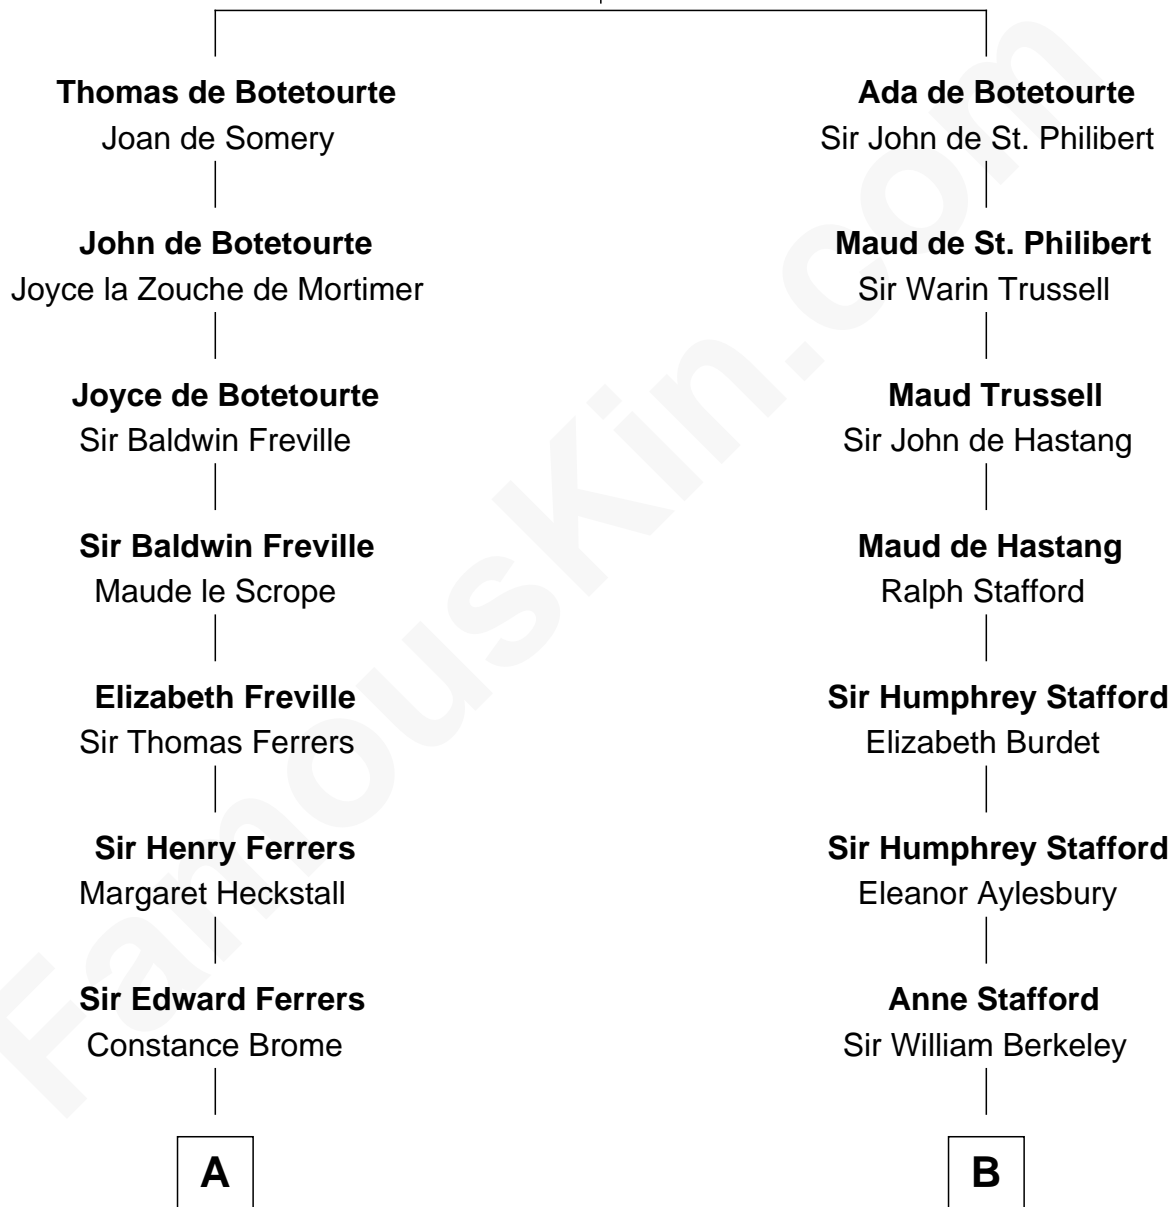 Thomas de Botetourte
Joan de Somery
John de Botetourte
Joyce la Zouche de Mortimer
Joyce de Botetourte
Sir Baldwin Freville
Sir Baldwin Freville
Maude le Scrope
Elizabeth Freville
Sir Thomas Ferrers
Sir Henry Ferrers
Margaret Heckstall
Sir Edward Ferrers
Constance Brome
A
Ada de Botetourte
Sir John de St. Philibert
Maud de St. Philibert
Sir Warin Trussell
Maud Trussell
Sir John de Hastang
Maud de Hastang
Ralph Stafford
Sir Humphrey Stafford
Elizabeth Burdet
Sir Humphrey Stafford
Eleanor Aylesbury
Anne Stafford
Sir William Berkeley
B
FamousKin.com